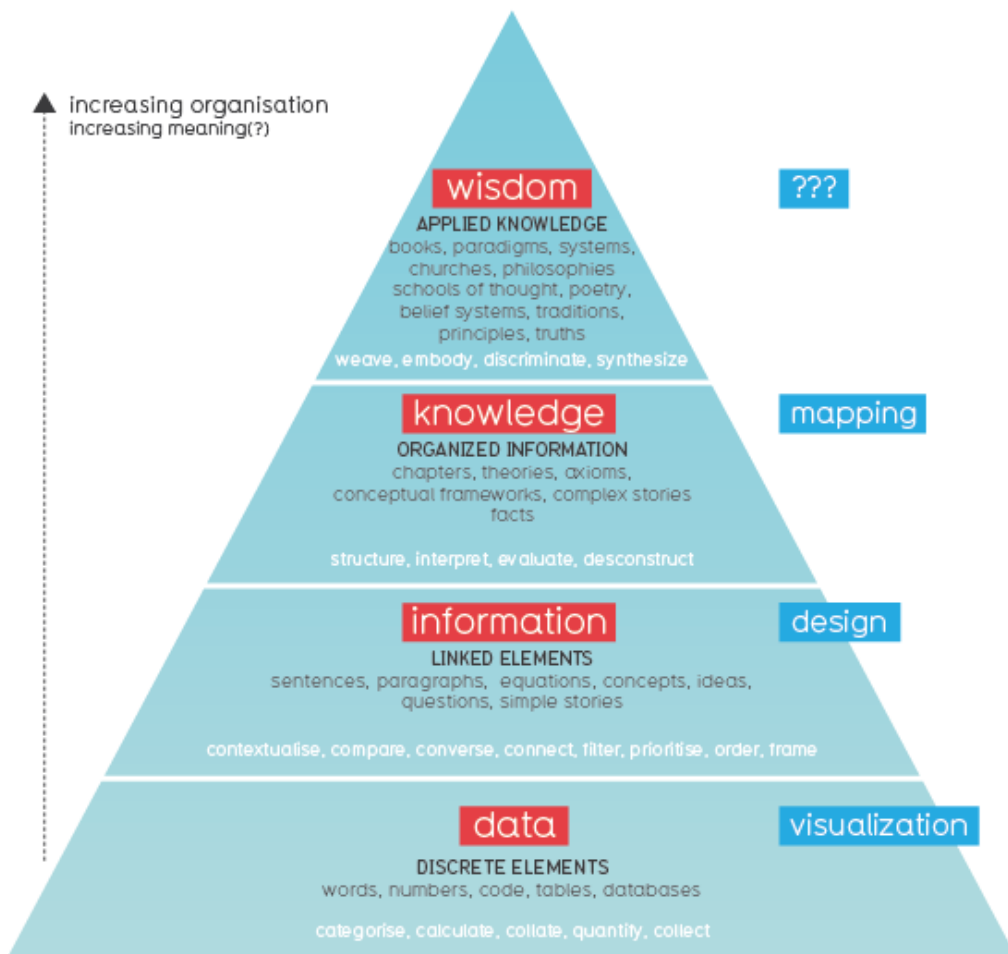 increasing organisation
increasing meaning(?)
wisdom
???
APPLIED KNOWLEDGE
books, paradigms, systems,
churches, philosophies
schools of thought, poetry,
belief systems, traditions,
principles, truths
weave, embody, discriminate, synthesize
knowledge
mapping
ORGANIZED INFORMATION
chapters, theories, axioms,
conceptual frameworks, complex stories
facts
structure, interpret, evaluate, desconstruct
information
design
LINKED ELEMENTS
sentences, paragraphs, equations, concepts, ideas,
questions, simple stories
contextualise, compare, converse, connect, filter, prioritise, order, frame
data
visualization
DISCRETE ELEMENTS
words, numbers, code, tables, databases
categorise, calculate, collate, quantify, collect